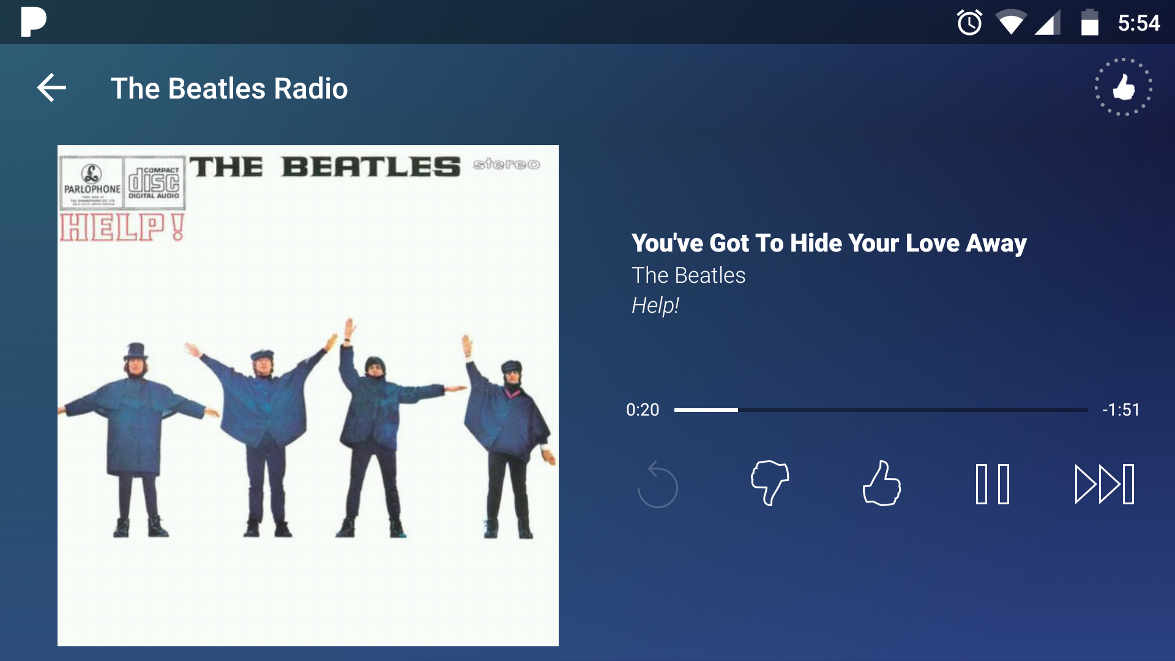 5:54
The Beatles Radio
THE BEATLES stereo
PARLOPHONE
COMPACT
disc
DIGITAL AUDIO
HELP!
You've Got To Hide Your Love Away
The Beatles
Help!
0:20
-1:51